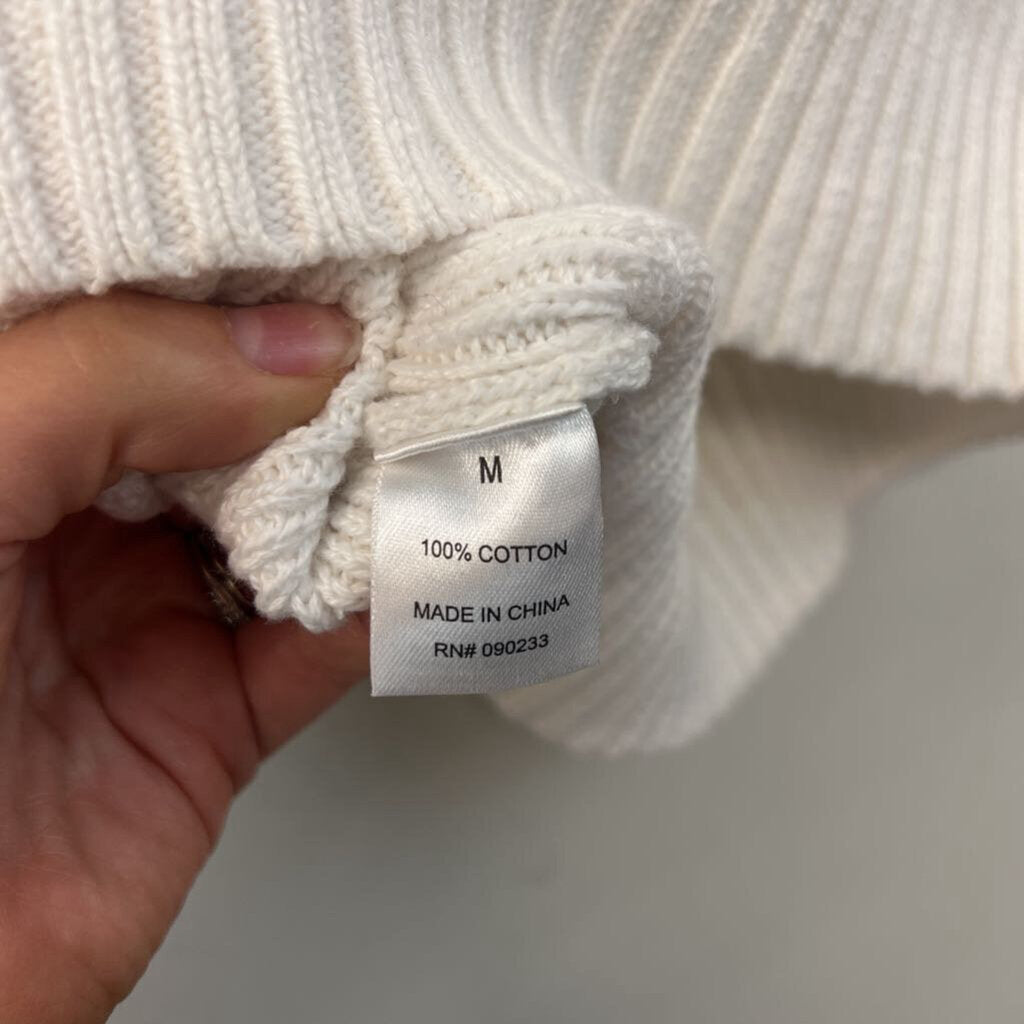 M
100% COTTON
MADE IN CHINA
RN# 090233